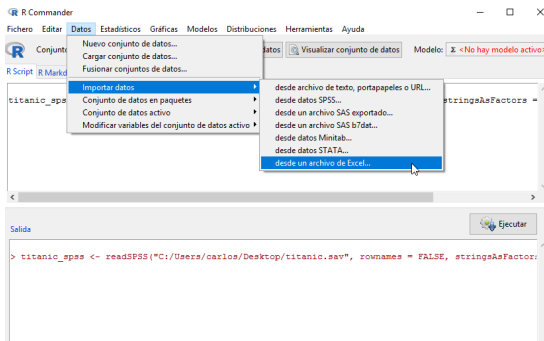 R Commander
Fichero Editar Datos Estadísticos Gráficas Modelos Distribuciones Herramientas Ayuda
Conjunto datos Visualizar conjunto de datos Modelo: Σ <No hay modelo activo>
Nuevo conjunto de datos...
Cargar conjunto de datos...
Fusionar conjuntos de datos...
R Script R Markd
Importar datos
Conjunto de datos en paquetes
Conjunto de datos activo
Modificar variables del conjunto de datos activo
desde archivo de texto, portapapeles o URL...
desde datos SPSS...
desde un archivo SAS exportado...
desde un archivo SAS b7dat...
desde datos Minitab...
desde datos STATA...
desde un archivo de Excel...
titanic_sps stringsAsFactors =
Salida
Ejecutar
> titanic_spss <- readSPSS("C:/Users/carlos/Desktop/titanic.sav", rownames = FALSE, stringsAsFactors